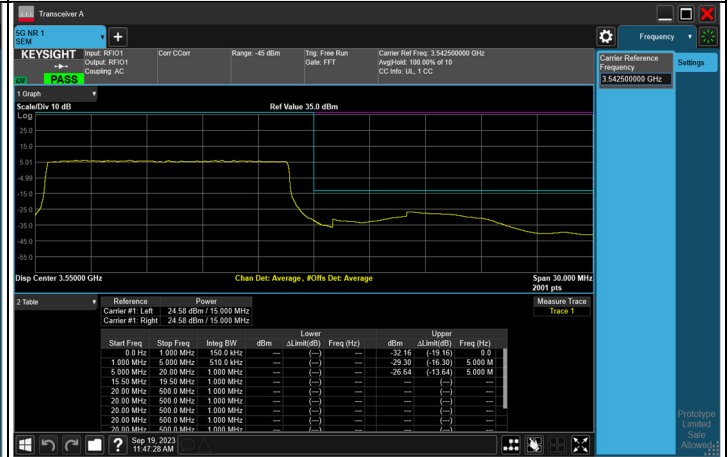 Transceiver A
5G NR 1
SEM
Frequency
KEYSIGHT
Input: RFIO1
Output: RFIO1
Coupling: AC
Corr CCorr
Range: -45 dBm
Trig: Free Run
Gate: FFT
Carrier Ref Freq: 3.542500000 GHz
Avg|Hold: 100.00% of 10
CC Info: UL, 1 CC
LXI
PASS
Carrier Reference
Frequency
3.542500000 GHz
Settings
1 Graph
Scale/Div 10 dB
Ref Value 35.0 dBm
Log
25.0
15.0
5.01
-4.99
-15.0
-25.0
-35.0
-45.0
-55.0
Disp Center 3.55000 GHz
Chan Det: Average , #Offs Det: Average
Span 30.000 MHz
2001 pts
2 Table
Reference Power
Carrier #1: Left 24.58 dBm / 15.000 MHz
Carrier #1: Right 24.58 dBm / 15.000 MHz
Measure Trace
Trace 1
Lower Upper
Start Freq Stop Freq Integ BW dBm ΔLimit(dB) Freq (Hz) dBm ΔLimit(dB) Freq (Hz)
0.0 Hz 1.000 MHz 150.0 kHz --- (---) --- -32.16 (-19.16) 0.0
1.000 MHz 5.000 MHz 510.0 kHz --- (---) --- -29.30 (-16.30) 5.000 M
5.000 MHz 20.00 MHz 1.000 MHz --- (---) --- -26.64 (-13.64) 5.000 M
15.50 MHz 19.50 MHz 1.000 MHz --- (---) --- --- (---) ---
20.00 MHz 500.0 MHz 1.000 MHz --- (---) --- --- (---) ---
20.00 MHz 500.0 MHz 1.000 MHz --- (---) --- --- (---) ---
20.00 MHz 500.0 MHz 1.000 MHz --- (---) --- --- (---) ---
20.00 MHz 500.0 MHz 1.000 MHz --- (---) --- --- (---) ---
20.00 MHz 500.0 MHz 1.000 MHz --- (---) --- --- (---) ---
Prototype
Limited
Sale
Allowed
Sep 19, 2023
11:47:28 AM